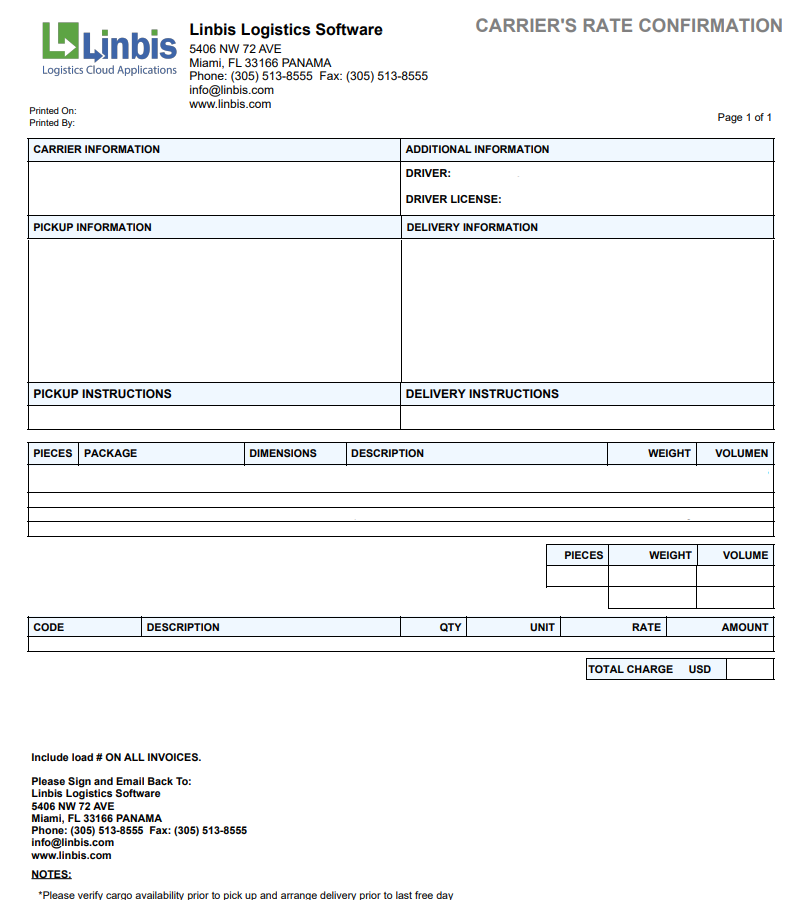 Linbis
Logistics Cloud Applications
Linbis Logistics Software
5406 NW 72 AVE
Miami, FL 33166 PANAMA
Phone: (305) 513-8555  Fax: (305) 513-8555
info@linbis.com
www.linbis.com
CARRIER'S RATE CONFIRMATION
Printed On:
Printed By:
Page 1 of 1
CARRIER INFORMATION
ADDITIONAL INFORMATION
DRIVER:
DRIVER LICENSE:
PICKUP INFORMATION
DELIVERY INFORMATION
PICKUP INSTRUCTIONS
DELIVERY INSTRUCTIONS
PIECES PACKAGE DIMENSIONS DESCRIPTION WEIGHT VOLUMEN
PIECES WEIGHT VOLUME
CODE DESCRIPTION QTY UNIT RATE AMOUNT
TOTAL CHARGE USD
Include load # ON ALL INVOICES.
Please Sign and Email Back To:
Linbis Logistics Software
5406 NW 72 AVE
Miami, FL 33166 PANAMA
Phone: (305) 513-8555  Fax: (305) 513-8555
info@linbis.com
www.linbis.com
NOTES:
*Please verify cargo availability prior to pick up and arrange delivery prior to last free day